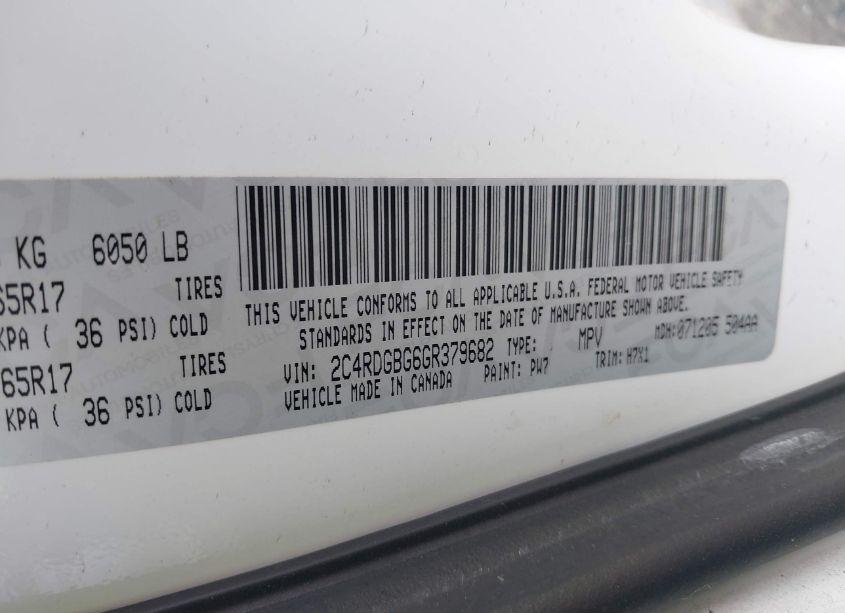 KG 6050 LB
65R17 TIRES
KPA ( 36 PSI) COLD
65R17 TIRES
KPA ( 36 PSI) COLD
THIS VEHICLE CONFORMS TO ALL APPLICABLE U.S.A. FEDERAL MOTOR VEHICLE SAFETY
STANDARDS IN EFFECT ON THE DATE OF MANUFACTURE SHOWN ABOVE.
VIN: 2C4RDGBG6GR379682 TYPE: MPV MDH:071205 504AA
VEHICLE MADE IN CANADA PAINT: PW7 TRIM: H7X1